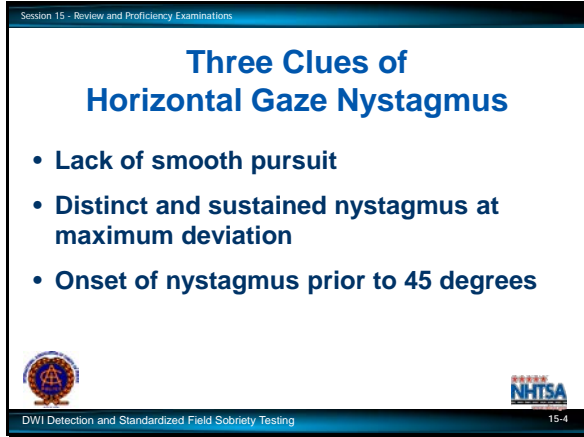 Session 15 - Review and Proficiency Examinations
Three Clues of
Horizontal Gaze Nystagmus
• Lack of smooth pursuit
• Distinct and sustained nystagmus at
maximum deviation
• Onset of nystagmus prior to 45 degrees
NHTSA
DWI Detection and Standardized Field Sobriety Testing
15-4